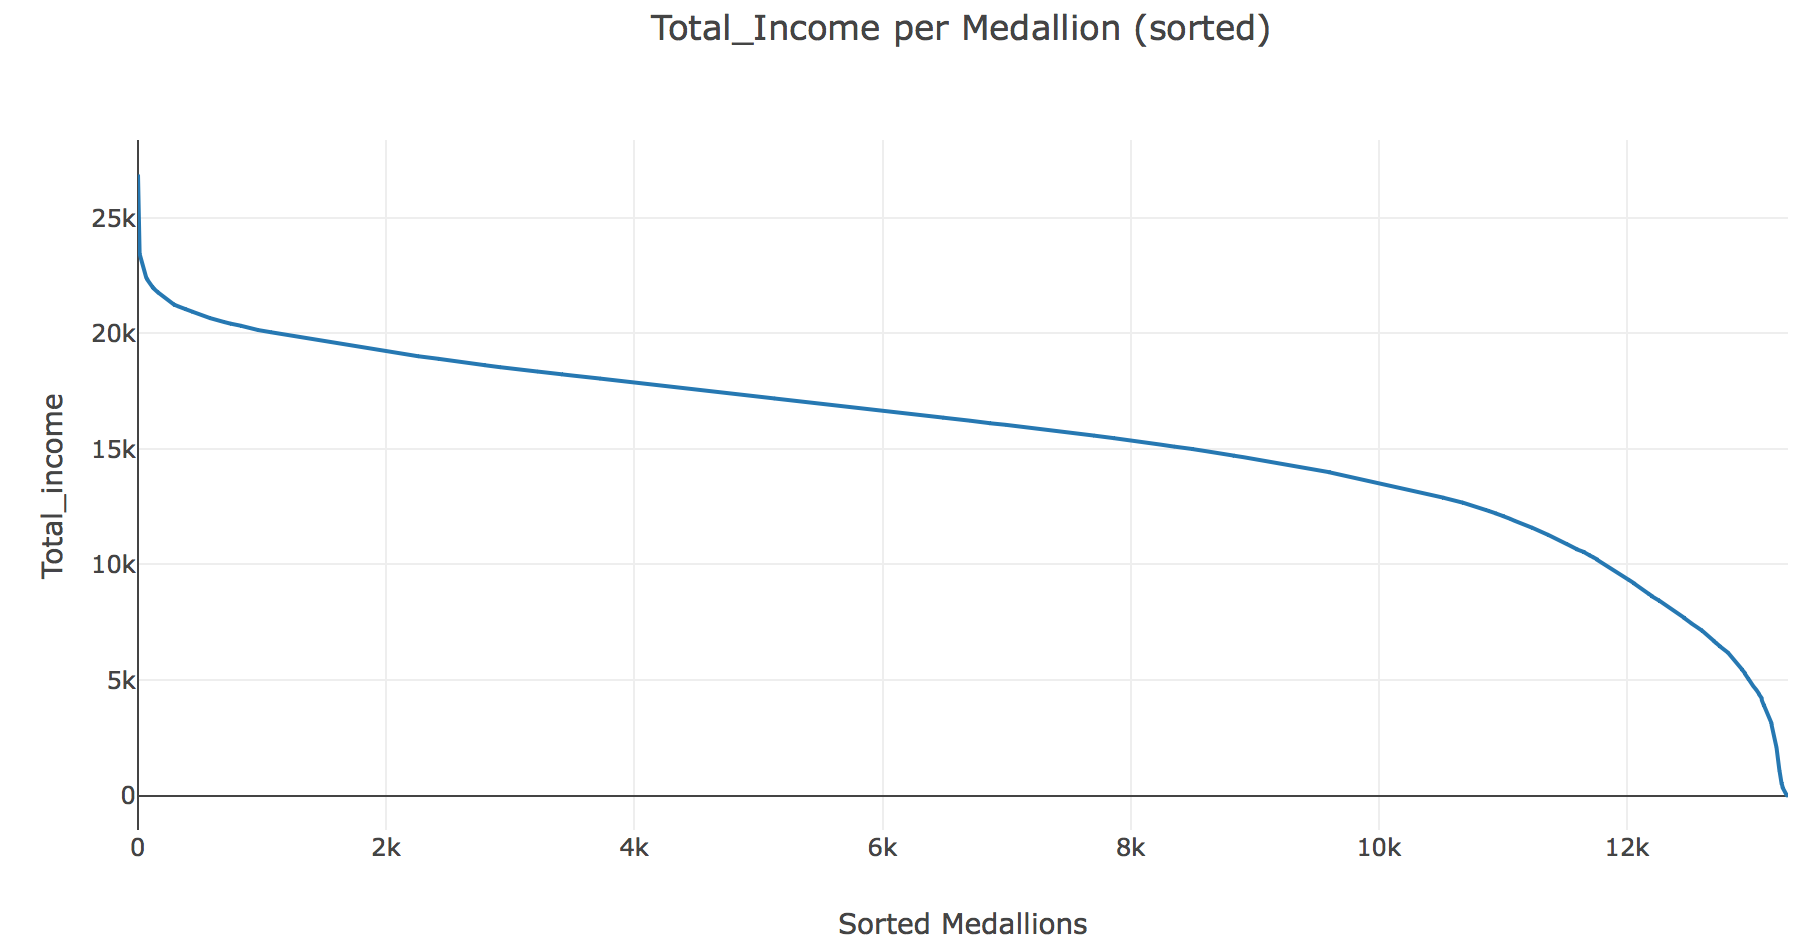 Total_Income per Medallion (sorted)
Total_income
25k
20k
15k
10k
5k
0
0 2k 4k 6k 8k 10k 12k
Sorted Medallions